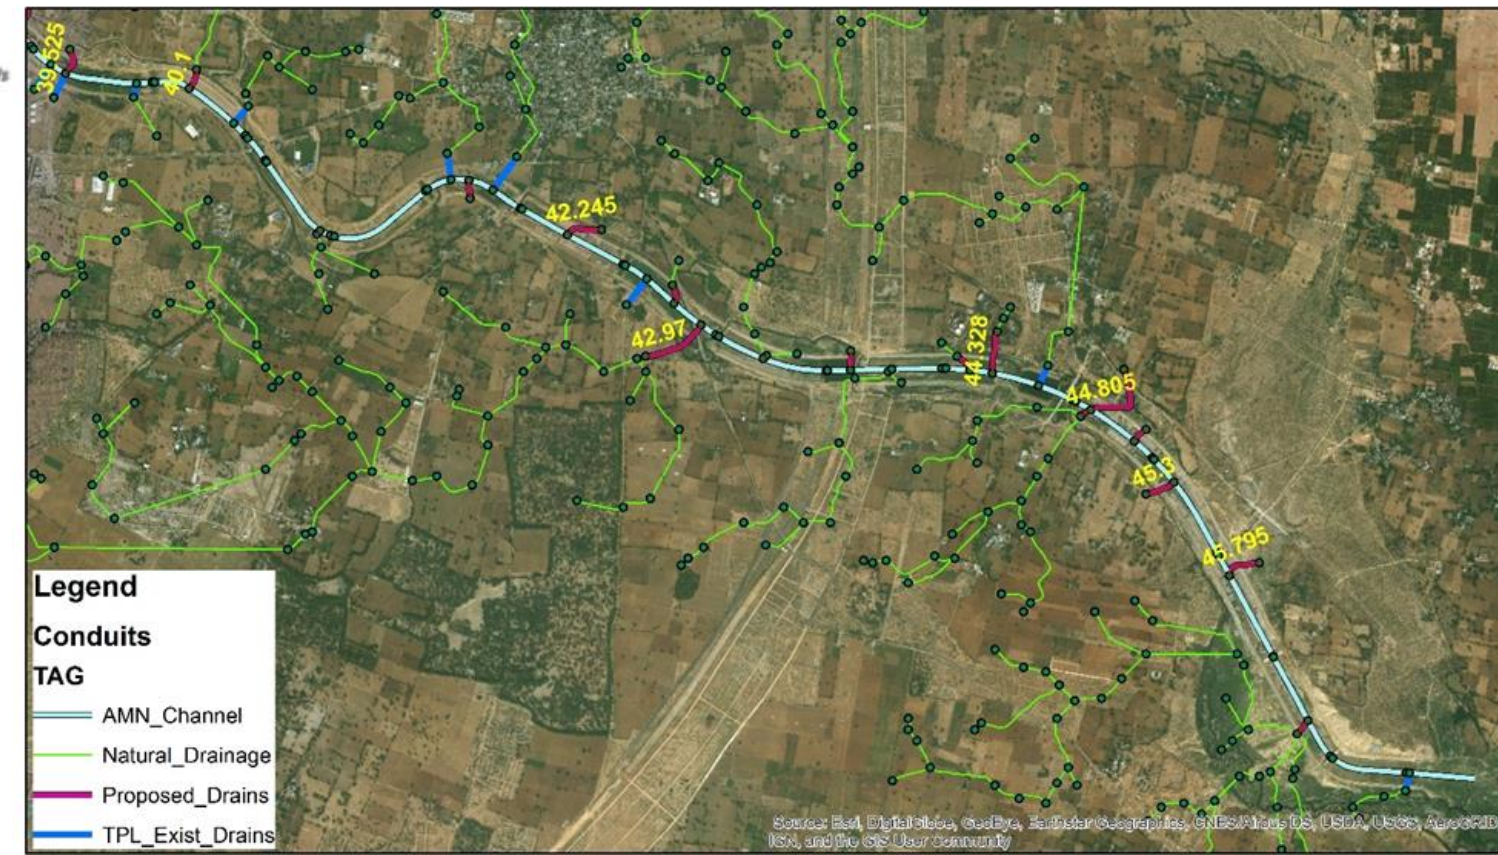 39.525
40.1
42.245
42.97
44.328
44.805
45.3
45.795
Legend
Conduits
TAG
AMN_Channel
Natural_Drainage
Proposed_Drains
TPL_Exist_Drains
Source: Esri, DigitalGlobe, GeoEye, Earthstar Geographics, CNES/Airbus DS, USDA, USGS, AeroGRID
IGN, and the GIS User Community